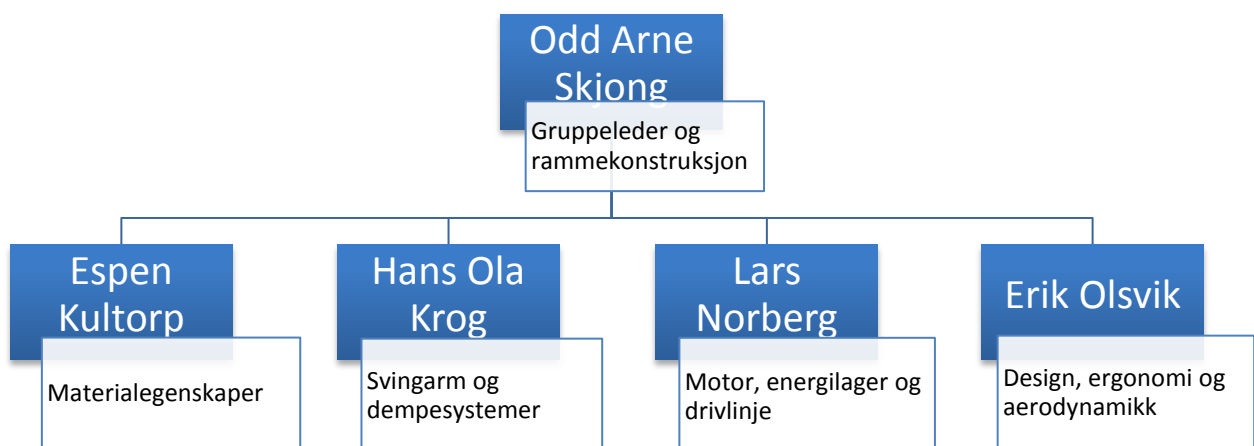 Odd Arne
Skjong
Gruppeleder og
rammekonstruksjon
Espen
Kultorp
Materialegenskaper
Hans Ola
Krog
Svingarm og
dempesystemer
Lars
Norberg
Motor, energilager og
drivlinje
Erik Olsvik
Design, ergonomi og
aerodynamikk